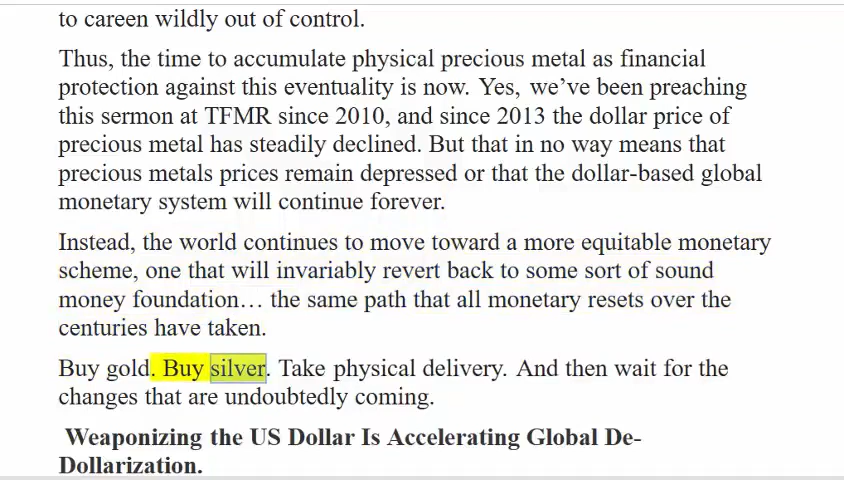 to careen wildly out of control.
Thus, the time to accumulate physical precious metal as financial
protection against this eventuality is now. Yes, we’ve been preaching
this sermon at TFMR since 2010, and since 2013 the dollar price of
precious metal has steadily declined. But that in no way means that
precious metals prices remain depressed or that the dollar-based global
monetary system will continue forever.
Instead, the world continues to move toward a more equitable monetary
scheme, one that will invariably revert back to some sort of sound
money foundation… the same path that all monetary resets over the
centuries have taken.
Buy gold. Buy silver. Take physical delivery. And then wait for the
changes that are undoubtedly coming.
Weaponizing the US Dollar Is Accelerating Global De-
Dollarization.